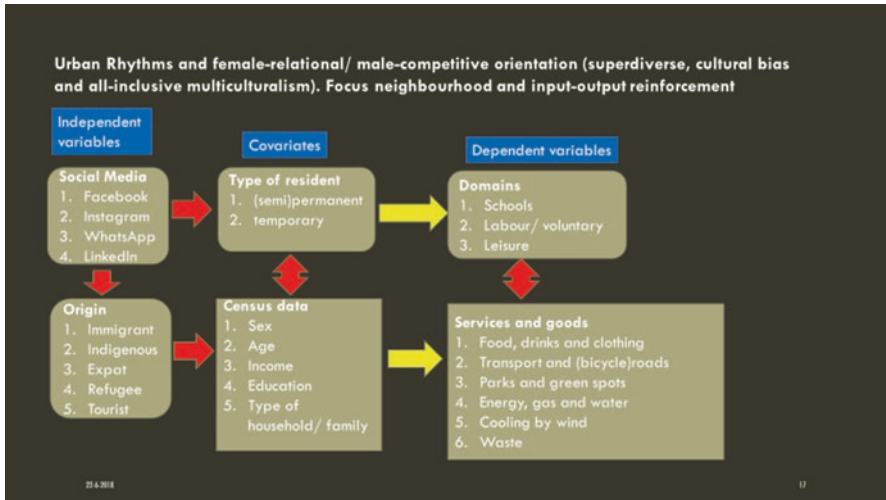 Urban Rhythms and female-relational/ male-competitive orientation (superdiverse, cultural bias
and all-inclusive multiculturalism). Focus neighbourhood and input-output reinforcement
Independent
variables
Covariates
Dependent variables
Social Media
1. Facebook
2. Instagram
3. WhatsApp
4. LinkedIn
Type of resident
1. (semi)permanent
2. temporary
Domains
1. Schools
2. Labour/ voluntary
3. Leisure
Origin
1. Immigrant
2. Indigenous
3. Expat
4. Refugee
5. Tourist
Census data
1. Sex
2. Age
3. Income
4. Education
5. Type of
household/ family
Services and goods
1. Food, drinks and clothing
2. Transport and (bicycle)roads
3. Parks and green spots
4. Energy, gas and water
5. Cooling by wind
6. Waste
22-6-2018
17